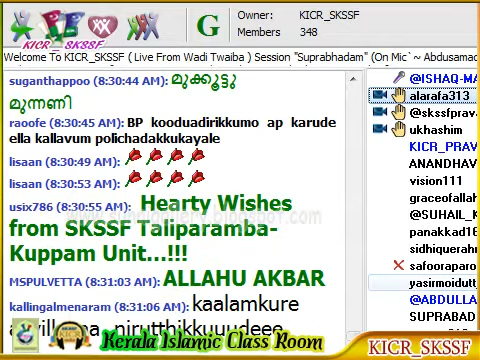 KICR_SKSSF
G
Owner: KICR_SKSSF
Members 348
Welcome To KICR_SKSSF ( Live From Wadi Twaiba ) Session "Suprabhadam" (On Mic`~ Abdusamad
suganthappoo (8:30:44 AM): മുക്കൂട്ടു
മുന്നണി
raoofe (8:30:45 AM): BP kooduadirikkumo ap karude
ella kallavum polichadakkukayale
lisaan (8:30:49 AM):
lisaan (8:30:53 AM):
usix786 (8:30:55 AM): Hearty Wishes
from SKSSF Taliparamba-
Kuppam Unit...!!!
MSPULVETTA (8:31:03 AM): ALLAHU AKBAR
kallingalmenaram (8:31:06 AM): kaalamkure
nirutthikkuudeee
@ISHAQ-MA
alarafa313
@skssfprav
ukhashim
KICR_PRAV
ANANDHAV
vision111
graceofallah
@SUHAIL_K
panakkad16
sidhiquerahm
safooraparo
yasirmoidutt
@ABDULLA
SUPRABAD
Kerala Islamic Class Room
KICR_SKSSF